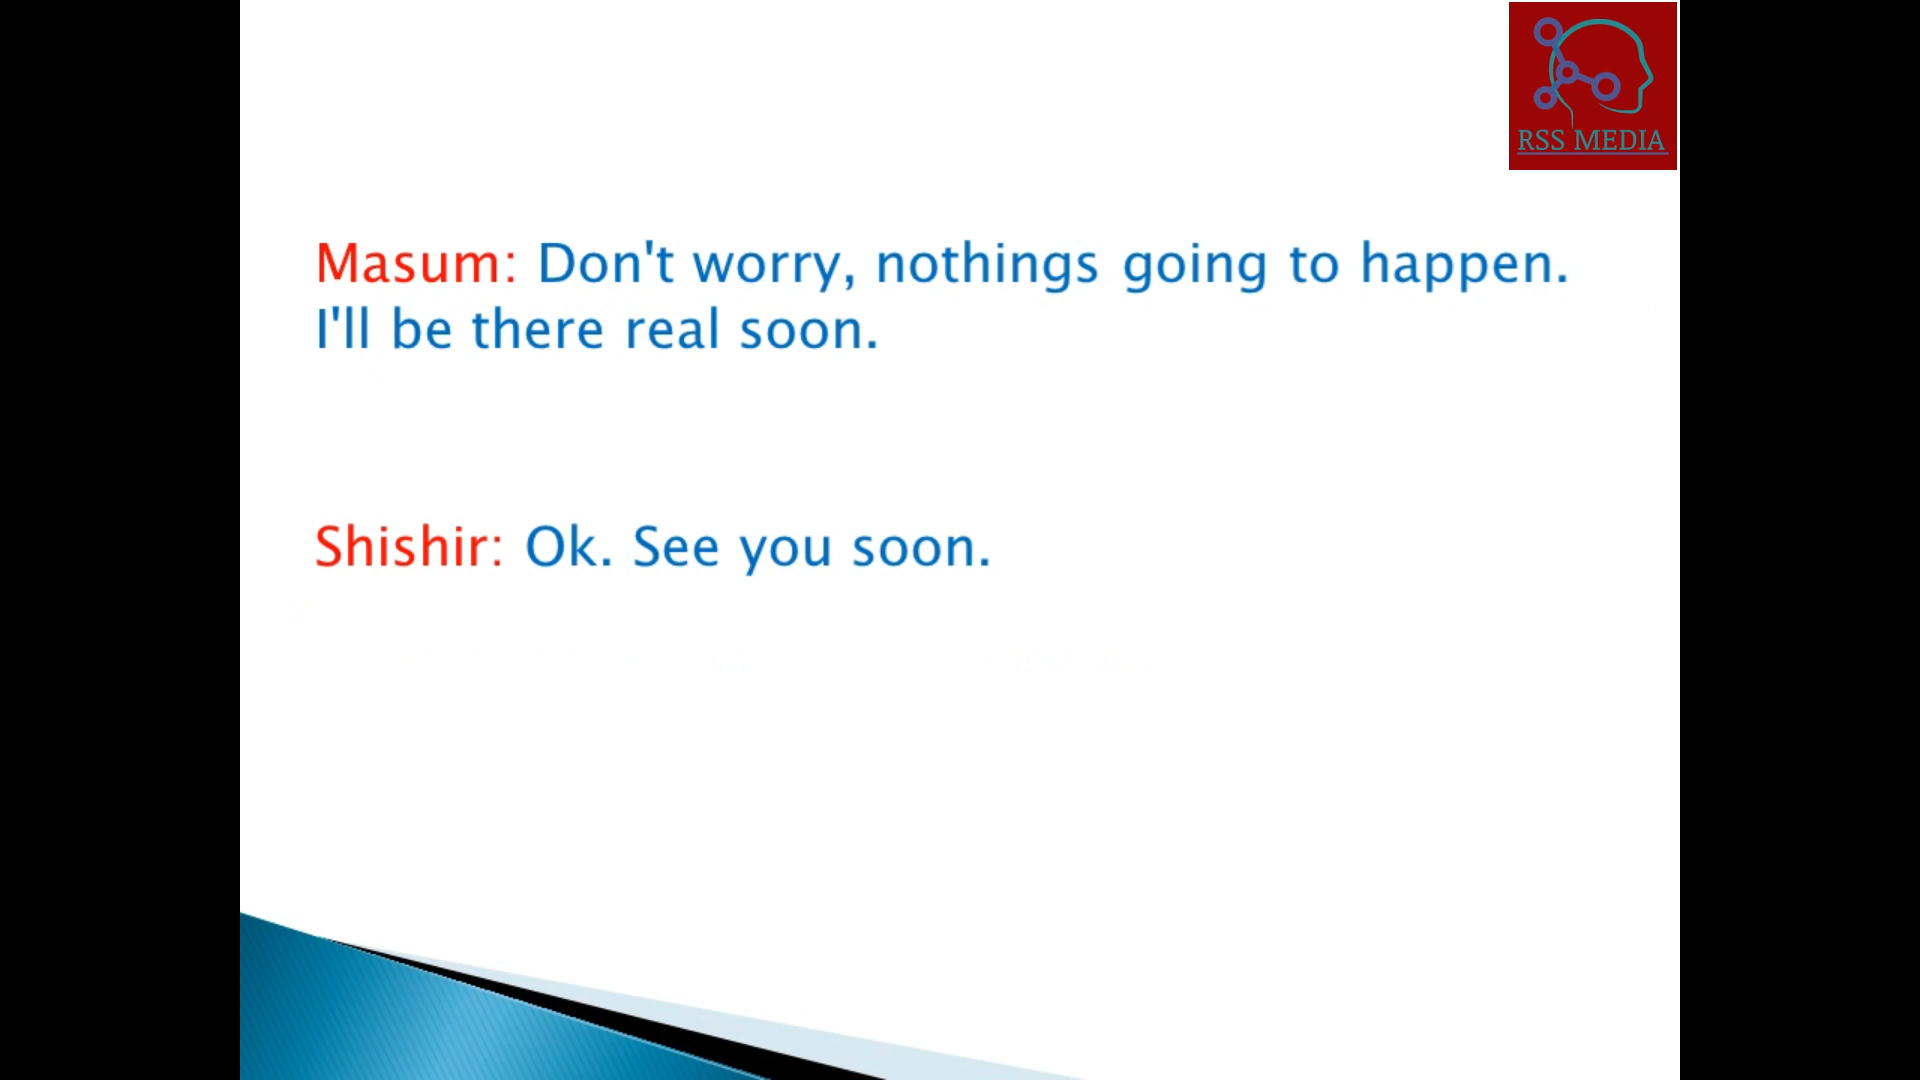 RSS MEDIA
Masum: Don't worry, nothings going to happen.
I'll be there real soon.
Shishir: Ok. See you soon.